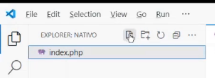 File Edit Selection View Go Run ···
EXPLORER: NATIVO
index.php